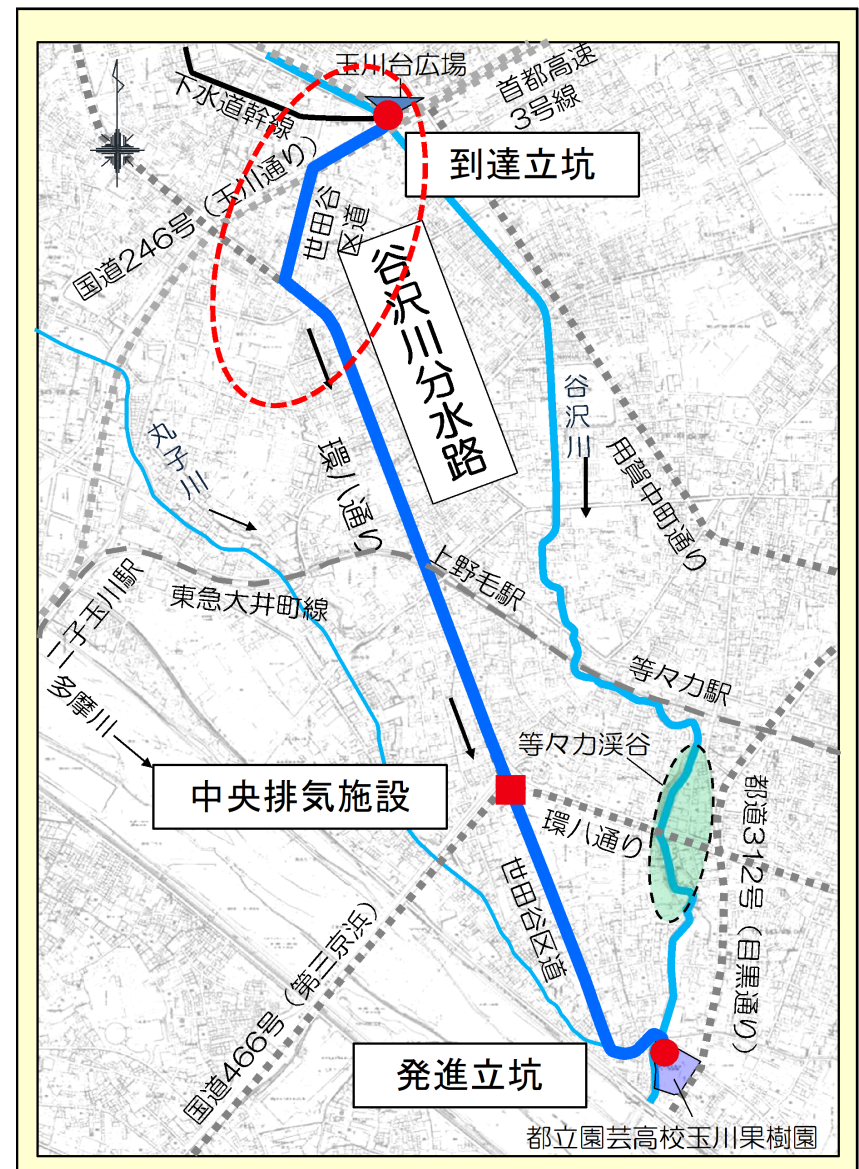 玉川台広場
首都高速
3号線
下水道幹線
到達立坑
国道246号（玉川通り）
世田谷
区道
谷沢川分水路
谷沢川
丸子川
環八通り
用賀中町通り
上野毛駅
東急大井町線
二子玉川駅
多摩川
等々力駅
等々力渓谷
中央排気施設
環八通り
都道312号（目黒通り）
世田谷区道
国道466号（第三京浜）
発進立坑
都立園芸高校玉川果樹園